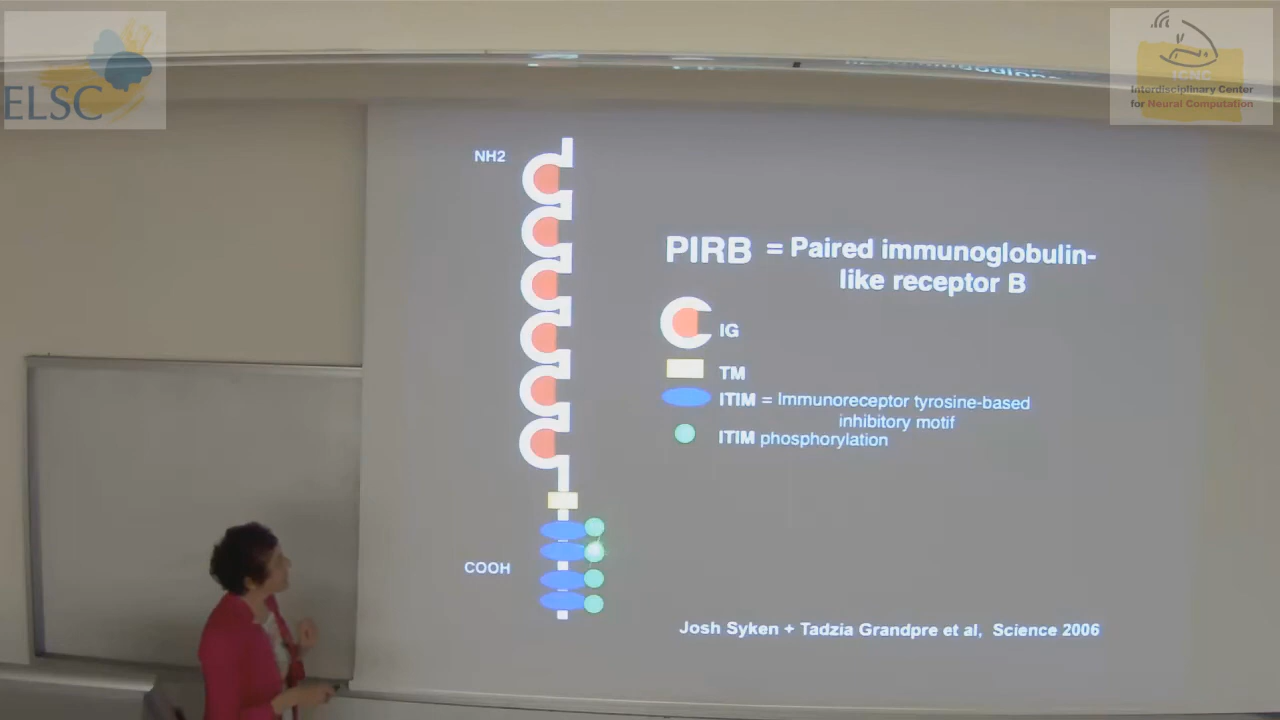 ELSC
ICNC
Interdisciplinary Center
for Neural Computation
NH2
PIRB = Paired immunoglobulin-
like receptor B
IG
TM
ITIM = Immunoreceptor tyrosine-based
inhibitory motif
ITIM phosphorylation
COOH
Josh Syken + Tadzia Grandpre et al, Science 2006